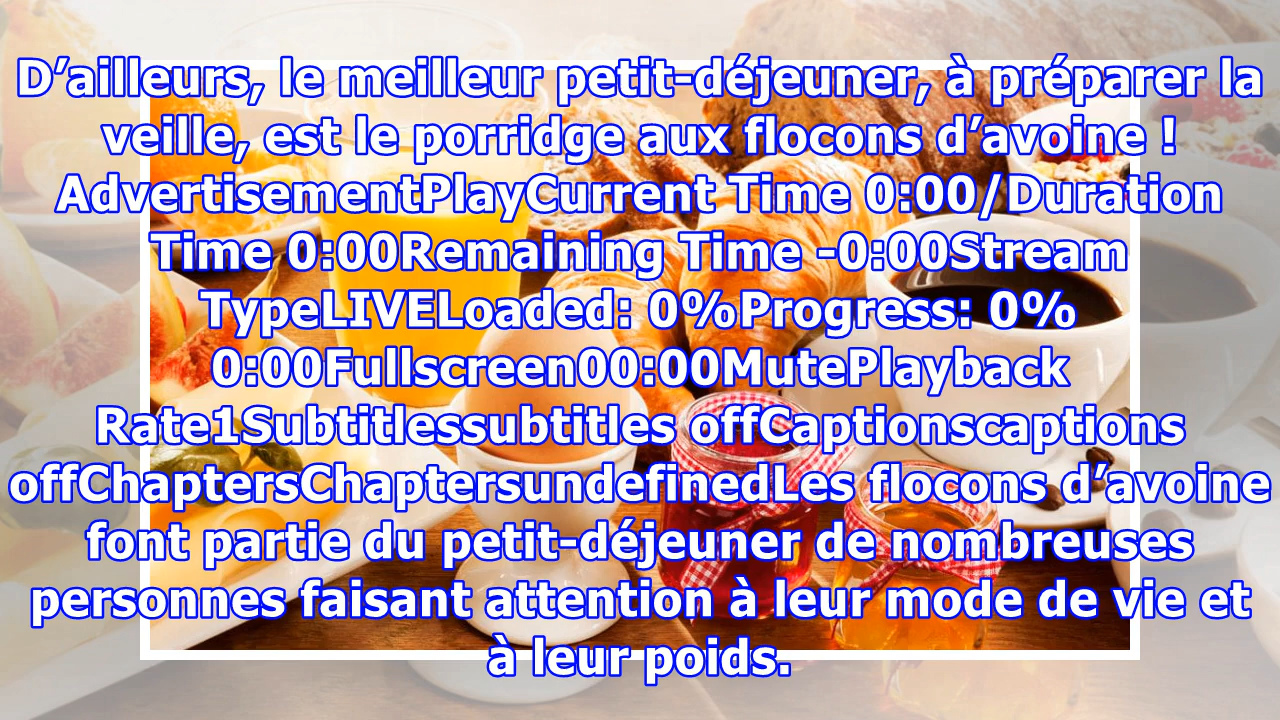 D’ailleurs, le meilleur petit-déjeuner, à préparer la
veille, est le porridge aux flocons d’avoine !
AdvertisementPlayCurrent Time 0:00/Duration
Time 0:00Remaining Time -0:00Stream
TypeLIVELoaded: 0%Progress: 0%
0:00Fullscreen00:00MutePlayback
Rate1Subtitlessubtitles offCaptionscaptions
offChaptersChaptersundefinedLes flocons d’avoine
font partie du petit-déjeuner de nombreuses
personnes faisant attention à leur mode de vie et
à leur poids.